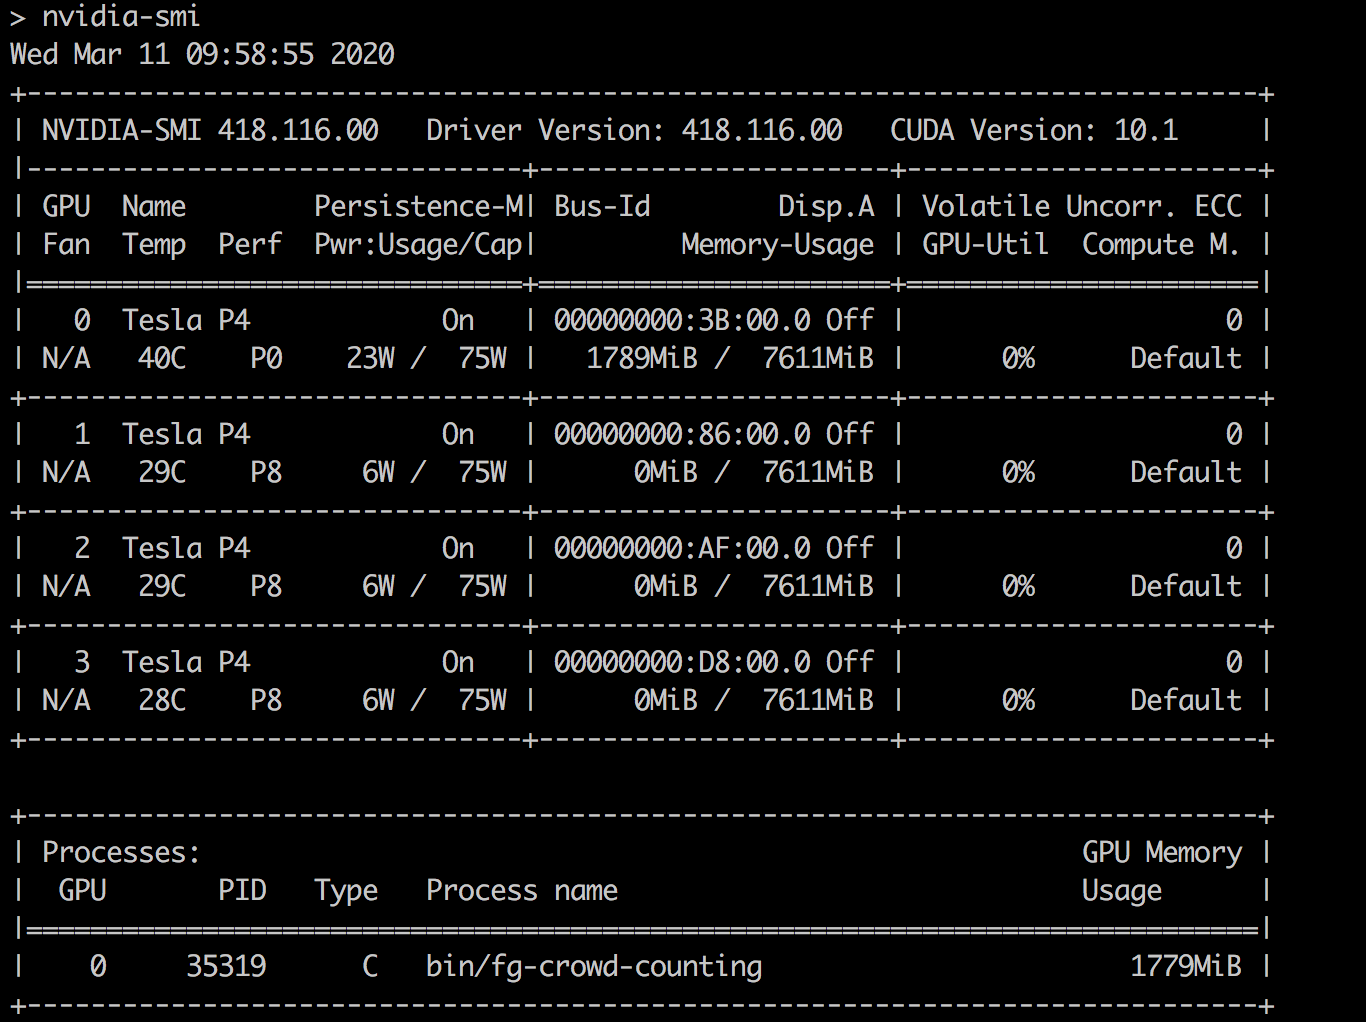 > nvidia-smi
Wed Mar 11 09:58:55 2020
+-----------------------------------------------------------------------------+
| NVIDIA-SMI 418.116.00   Driver Version: 418.116.00   CUDA Version: 10.1     |
|-------------------------------+----------------------+----------------------+
| GPU  Name        Persistence-M| Bus-Id        Disp.A | Volatile Uncorr. ECC |
| Fan  Temp  Perf  Pwr:Usage/Cap|         Memory-Usage | GPU-Util  Compute M. |
|===============================+======================+======================|
|   0  Tesla P4            On   | 00000000:3B:00.0 Off |                    0 |
| N/A   40C    P0    23W /  75W |   1789MiB /  7611MiB |      0%      Default |
+-------------------------------+----------------------+----------------------+
|   1  Tesla P4            On   | 00000000:86:00.0 Off |                    0 |
| N/A   29C    P8     6W /  75W |      0MiB /  7611MiB |      0%      Default |
+-------------------------------+----------------------+----------------------+
|   2  Tesla P4            On   | 00000000:AF:00.0 Off |                    0 |
| N/A   29C    P8     6W /  75W |      0MiB /  7611MiB |      0%      Default |
+-------------------------------+----------------------+----------------------+
|   3  Tesla P4            On   | 00000000:D8:00.0 Off |                    0 |
| N/A   28C    P8     6W /  75W |      0MiB /  7611MiB |      0%      Default |
+-------------------------------+----------------------+----------------------+

+-----------------------------------------------------------------------------+
| Processes:                                                       GPU Memory |
|  GPU       PID   Type   Process name                             Usage      |
|=============================================================================|
|    0     35319      C   bin/fg-crowd-counting                       1779MiB |
+-----------------------------------------------------------------------------+